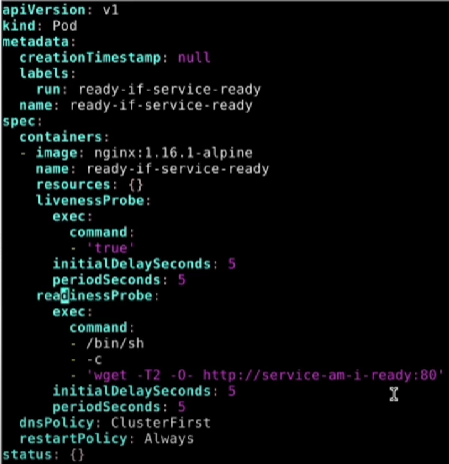 apiVersion: v1
kind: Pod
metadata:
  creationTimestamp: null
  labels:
    run: ready-if-service-ready
  name: ready-if-service-ready
spec:
  containers:
  - image: nginx:1.16.1-alpine
    name: ready-if-service-ready
    resources: {}
    livenessProbe:
      exec:
        command:
        - 'true'
      initialDelaySeconds: 5
      periodSeconds: 5
    readinessProbe:
      exec:
        command:
        - /bin/sh
        - -c
        - 'wget -T2 -O- http://service-am-i-ready:80'
      initialDelaySeconds: 5
      periodSeconds: 5
  dnsPolicy: ClusterFirst
  restartPolicy: Always
status: {}